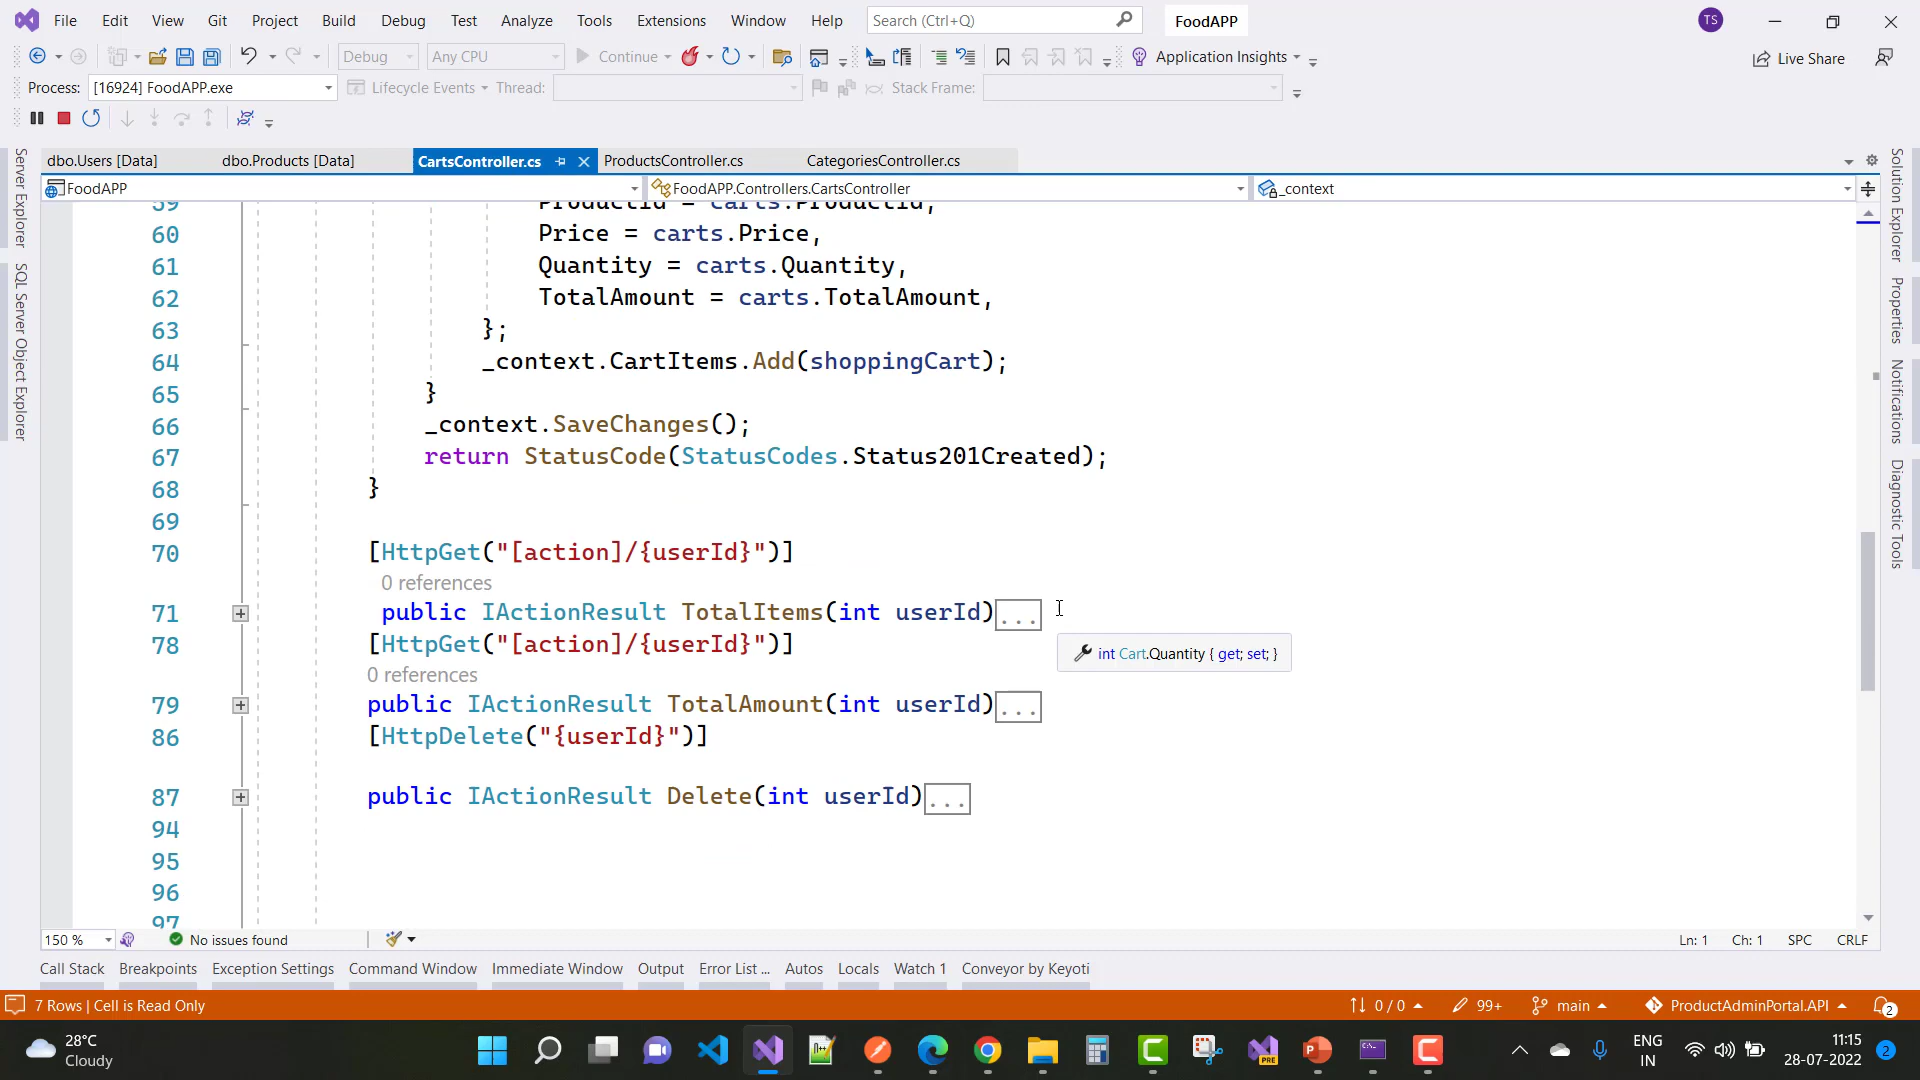 File Edit View Git Project Build Debug Test Analyze Tools Extensions Window Help Search (Ctrl+Q) FoodAPP TS
Debug Any CPU Continue Application Insights Live Share
Process: [16924] FoodAPP.exe Lifecycle Events Thread: Stack Frame:
dbo.Users [Data] dbo.Products [Data] CartsController.cs ProductsController.cs CategoriesController.cs
FoodAPP FoodAPP.Controllers.CartsController _context
Server Explorer
SQL Server Object Explorer
59 ProductId = carts.ProductId,
60 Price = carts.Price,
61 Quantity = carts.Quantity,
62 TotalAmount = carts.TotalAmount,
63 };
64 _context.CartItems.Add(shoppingCart);
65 }
66 _context.SaveChanges();
67 return StatusCode(StatusCodes.Status201Created);
68 }
69
70 [HttpGet("[action]/{userId}")]
0 references
71 public IActionResult TotalItems(int userId)...
78 [HttpGet("[action]/{userId}")]
int Cart.Quantity { get; set; }
0 references
79 public IActionResult TotalAmount(int userId)...
86 [HttpDelete("{userId}")]
87 public IActionResult Delete(int userId)...
94
95
96
97
Solution Explorer
Properties
Notifications
Diagnostic Tools
150 % No issues found Ln: 1 Ch: 1 SPC CRLF
Call Stack Breakpoints Exception Settings Command Window Immediate Window Output Error List ... Autos Locals Watch 1 Conveyor by Keyoti
7 Rows | Cell is Read Only 0 / 0 99+ main ProductAdminPortal.API 2
28°C
Cloudy
PRE
ENG
IN
11:15
28-07-2022
2